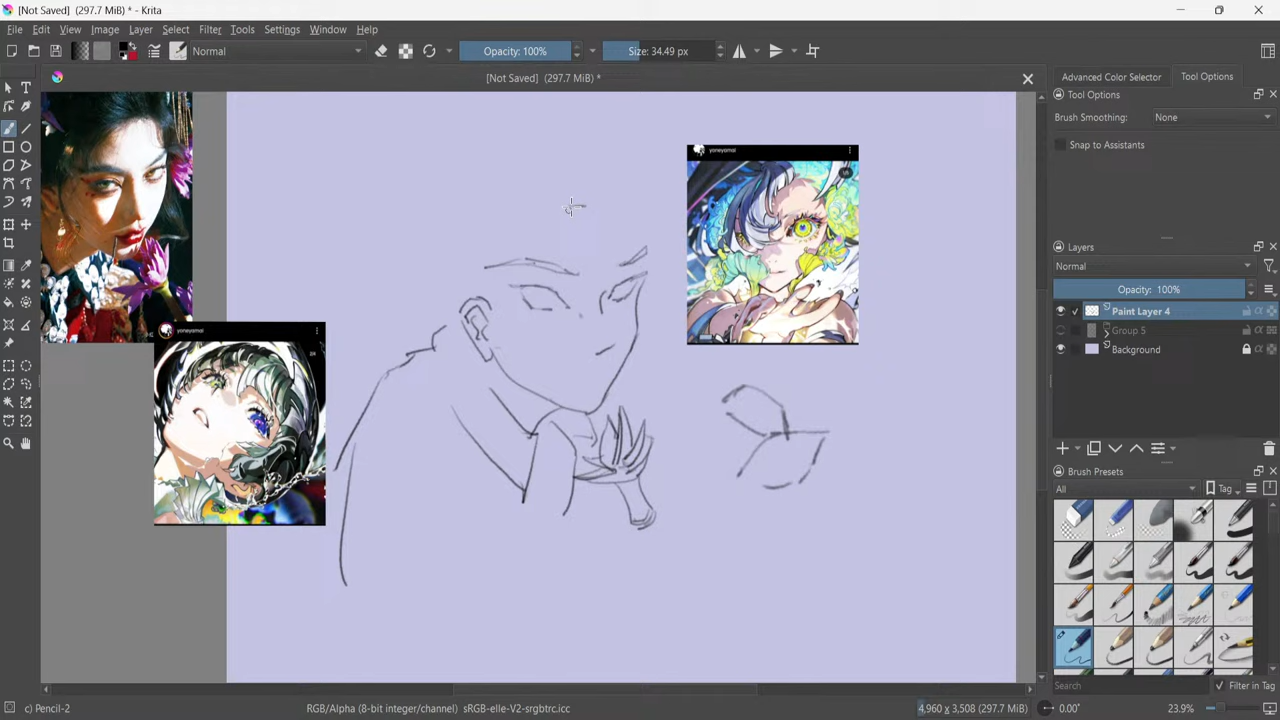 [Not Saved] (297.7 MiB) * - Krita
File Edit View Image Layer Select Filter Tools Settings Window Help
Normal
Opacity: 100%
Size: 34.49 px
[Not Saved] (297.7 MiB) *
Advanced Color Selector
Tool Options
Tool Options
Brush Smoothing: None
Snap to Assistants
yoneyamai
yoneyamai
Layers
Normal
Opacity: 100%
Paint Layer 4
Group 5
Background
Brush Presets
All
Tag
Search
Filter in Tag
c) Pencil-2
RGB/Alpha (8-bit integer/channel) sRGB-elle-V2-srgbtrc.icc
4,960 x 3,508 (297.7 MiB)
0.00°
23.9%